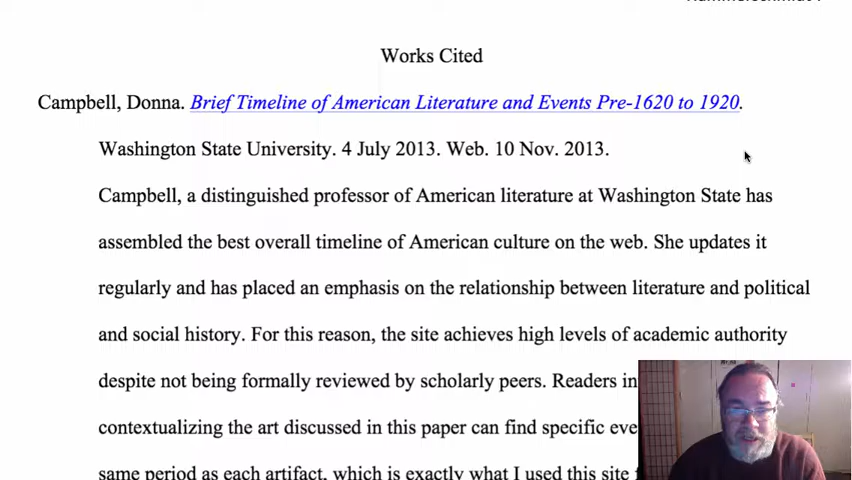 Works Cited
Campbell, Donna. Brief Timeline of American Literature and Events Pre-1620 to 1920.
Washington State University. 4 July 2013. Web. 10 Nov. 2013.
Campbell, a distinguished professor of American literature at Washington State has
assembled the best overall timeline of American culture on the web. She updates it
regularly and has placed an emphasis on the relationship between literature and political
and social history. For this reason, the site achieves high levels of academic authority
despite not being formally reviewed by scholarly peers. Readers in
contextualizing the art discussed in this paper can find specific eve
same period as each artifact, which is exactly what I used this site